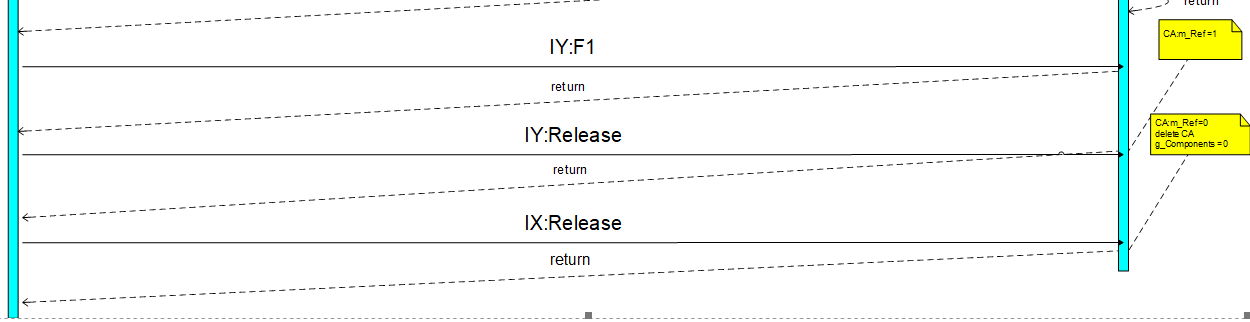 return
IY:F1
CA:m_Ref=1
return
IY:Release
CA:m_Ref=0
delete CA
g_Components =0
return
IX:Release
return